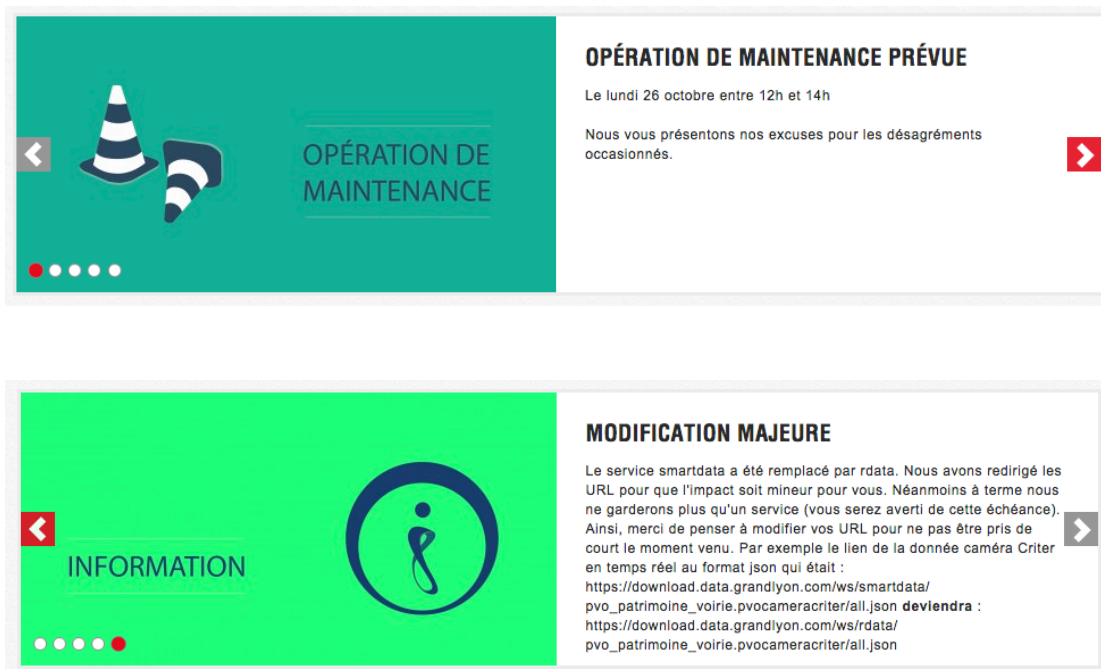 OPÉRATION DE
MAINTENANCE
OPÉRATION DE MAINTENANCE PRÉVUE
Le lundi 26 octobre entre 12h et 14h
Nous vous présentons nos excuses pour les désagréments
occasionnés.
INFORMATION
MODIFICATION MAJEURE
Le service smartdata a été remplacé par rdata. Nous avons redirigé les
URL pour que l'impact soit mineur pour vous. Néanmoins à terme nous
ne garderons plus qu'un service (vous serez averti de cette échéance).
Ainsi, merci de penser à modifier vos URL pour ne pas être pris de
court le moment venu. Par exemple le lien de la donnée caméra Criter
en temps réel au format json qui était :
https://download.data.grandlyon.com/ws/smartdata/
pvo_patrimoine_voirie.pvocameracriter/all.json deviendra :
https://download.data.grandlyon.com/ws/rdata/
pvo_patrimoine_voirie.pvocameracriter/all.json